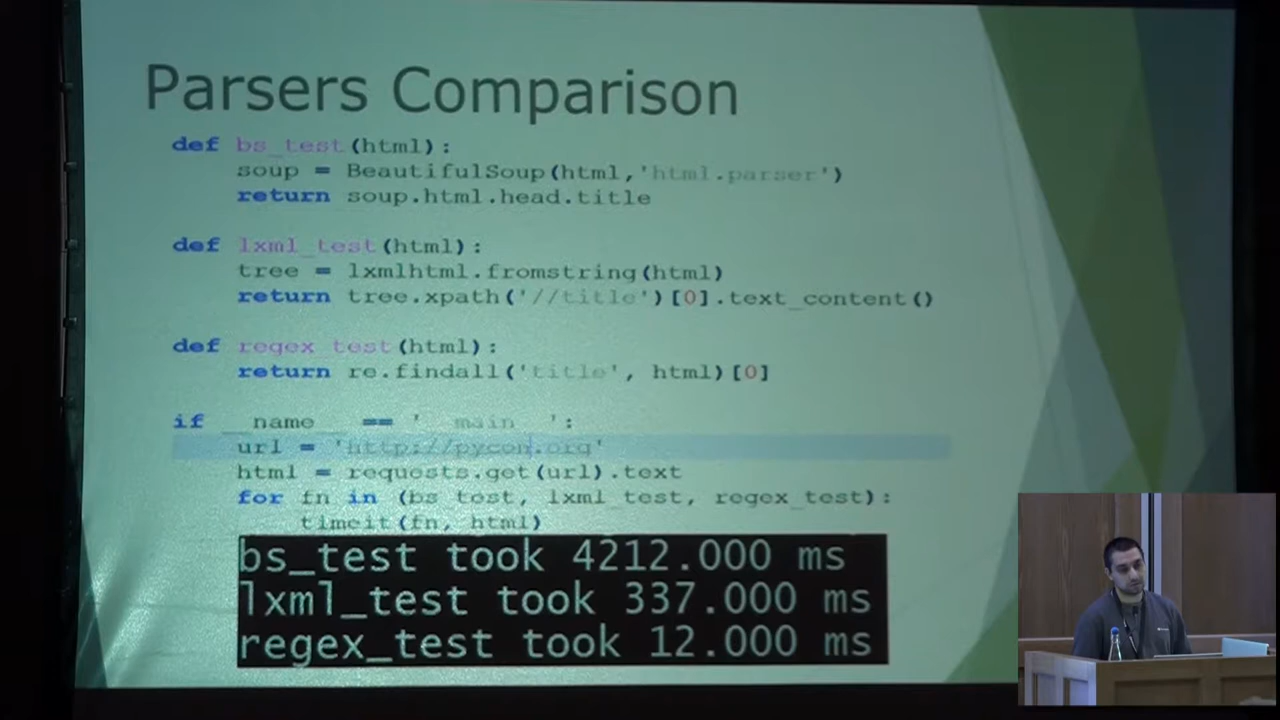 Parsers Comparison
def bs_test(html):
soup = BeautifulSoup(html,'html.parser')
return soup.html.head.title
def lxml_test(html):
tree = lxmlhtml.fromstring(html)
return tree.xpath('//title')[0].text_content()
def regex_test(html):
return re.findall('title', html)[0]
if __name__ == '__main__':
url = 'http://pycon.org'
html = requests.get(url).text
for fn in (bs_test, lxml_test, regex_test):
timeit(fn, html)
bs_test took 4212.000 ms
lxml_test took 337.000 ms
regex_test took 12.000 ms